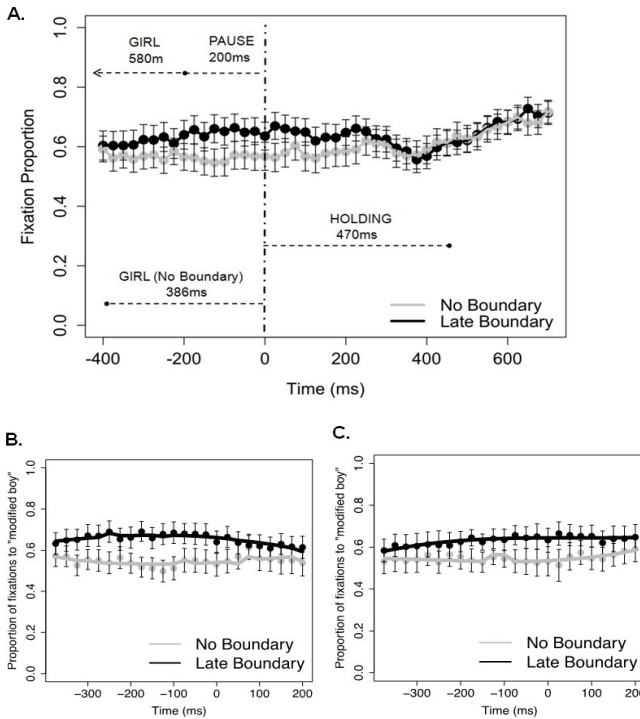 A.
GIRL PAUSE
580m 200ms
HOLDING
470ms
GIRL (No Boundary)
386ms
No Boundary
Late Boundary
Fixation Proportion
0.0 0.2 0.4 0.6 0.8 1.0
-400 -200 0 200 400 600
Time (ms)
B.
Proportion of fixations to "modified boy"
0.0 0.2 0.4 0.6 0.8 1.0
No Boundary
Late Boundary
−300 −200 −100 0 100 200
Time (ms)
C.
Proportion of fixations to "modified boy"
0.0 0.2 0.4 0.6 0.8 1.0
No Boundary
Late Boundary
−300 −200 −100 0 100 200
Time (ms)